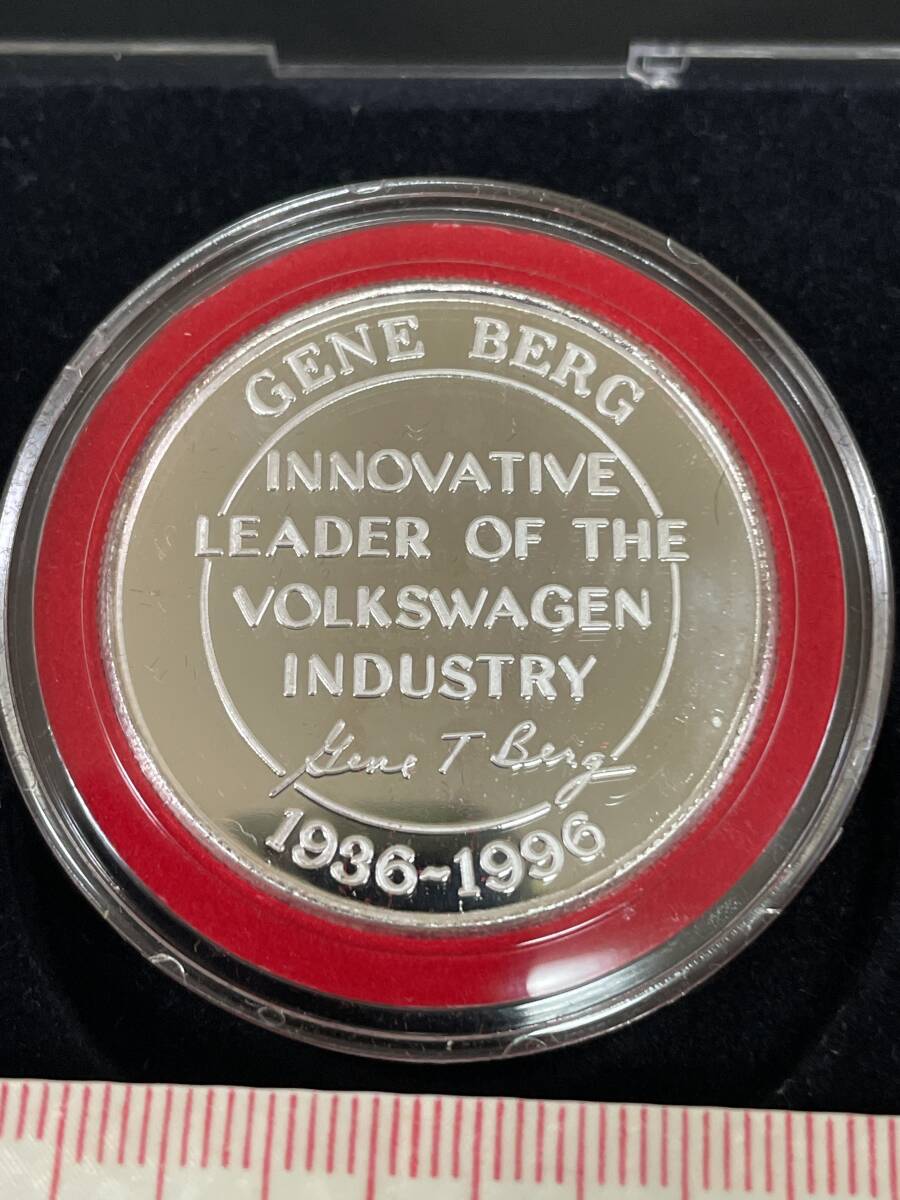 GENE BERG
INNOVATIVE
LEADER OF THE
VOLKSWAGEN
INDUSTRY
Gene T Berg
1936~1996